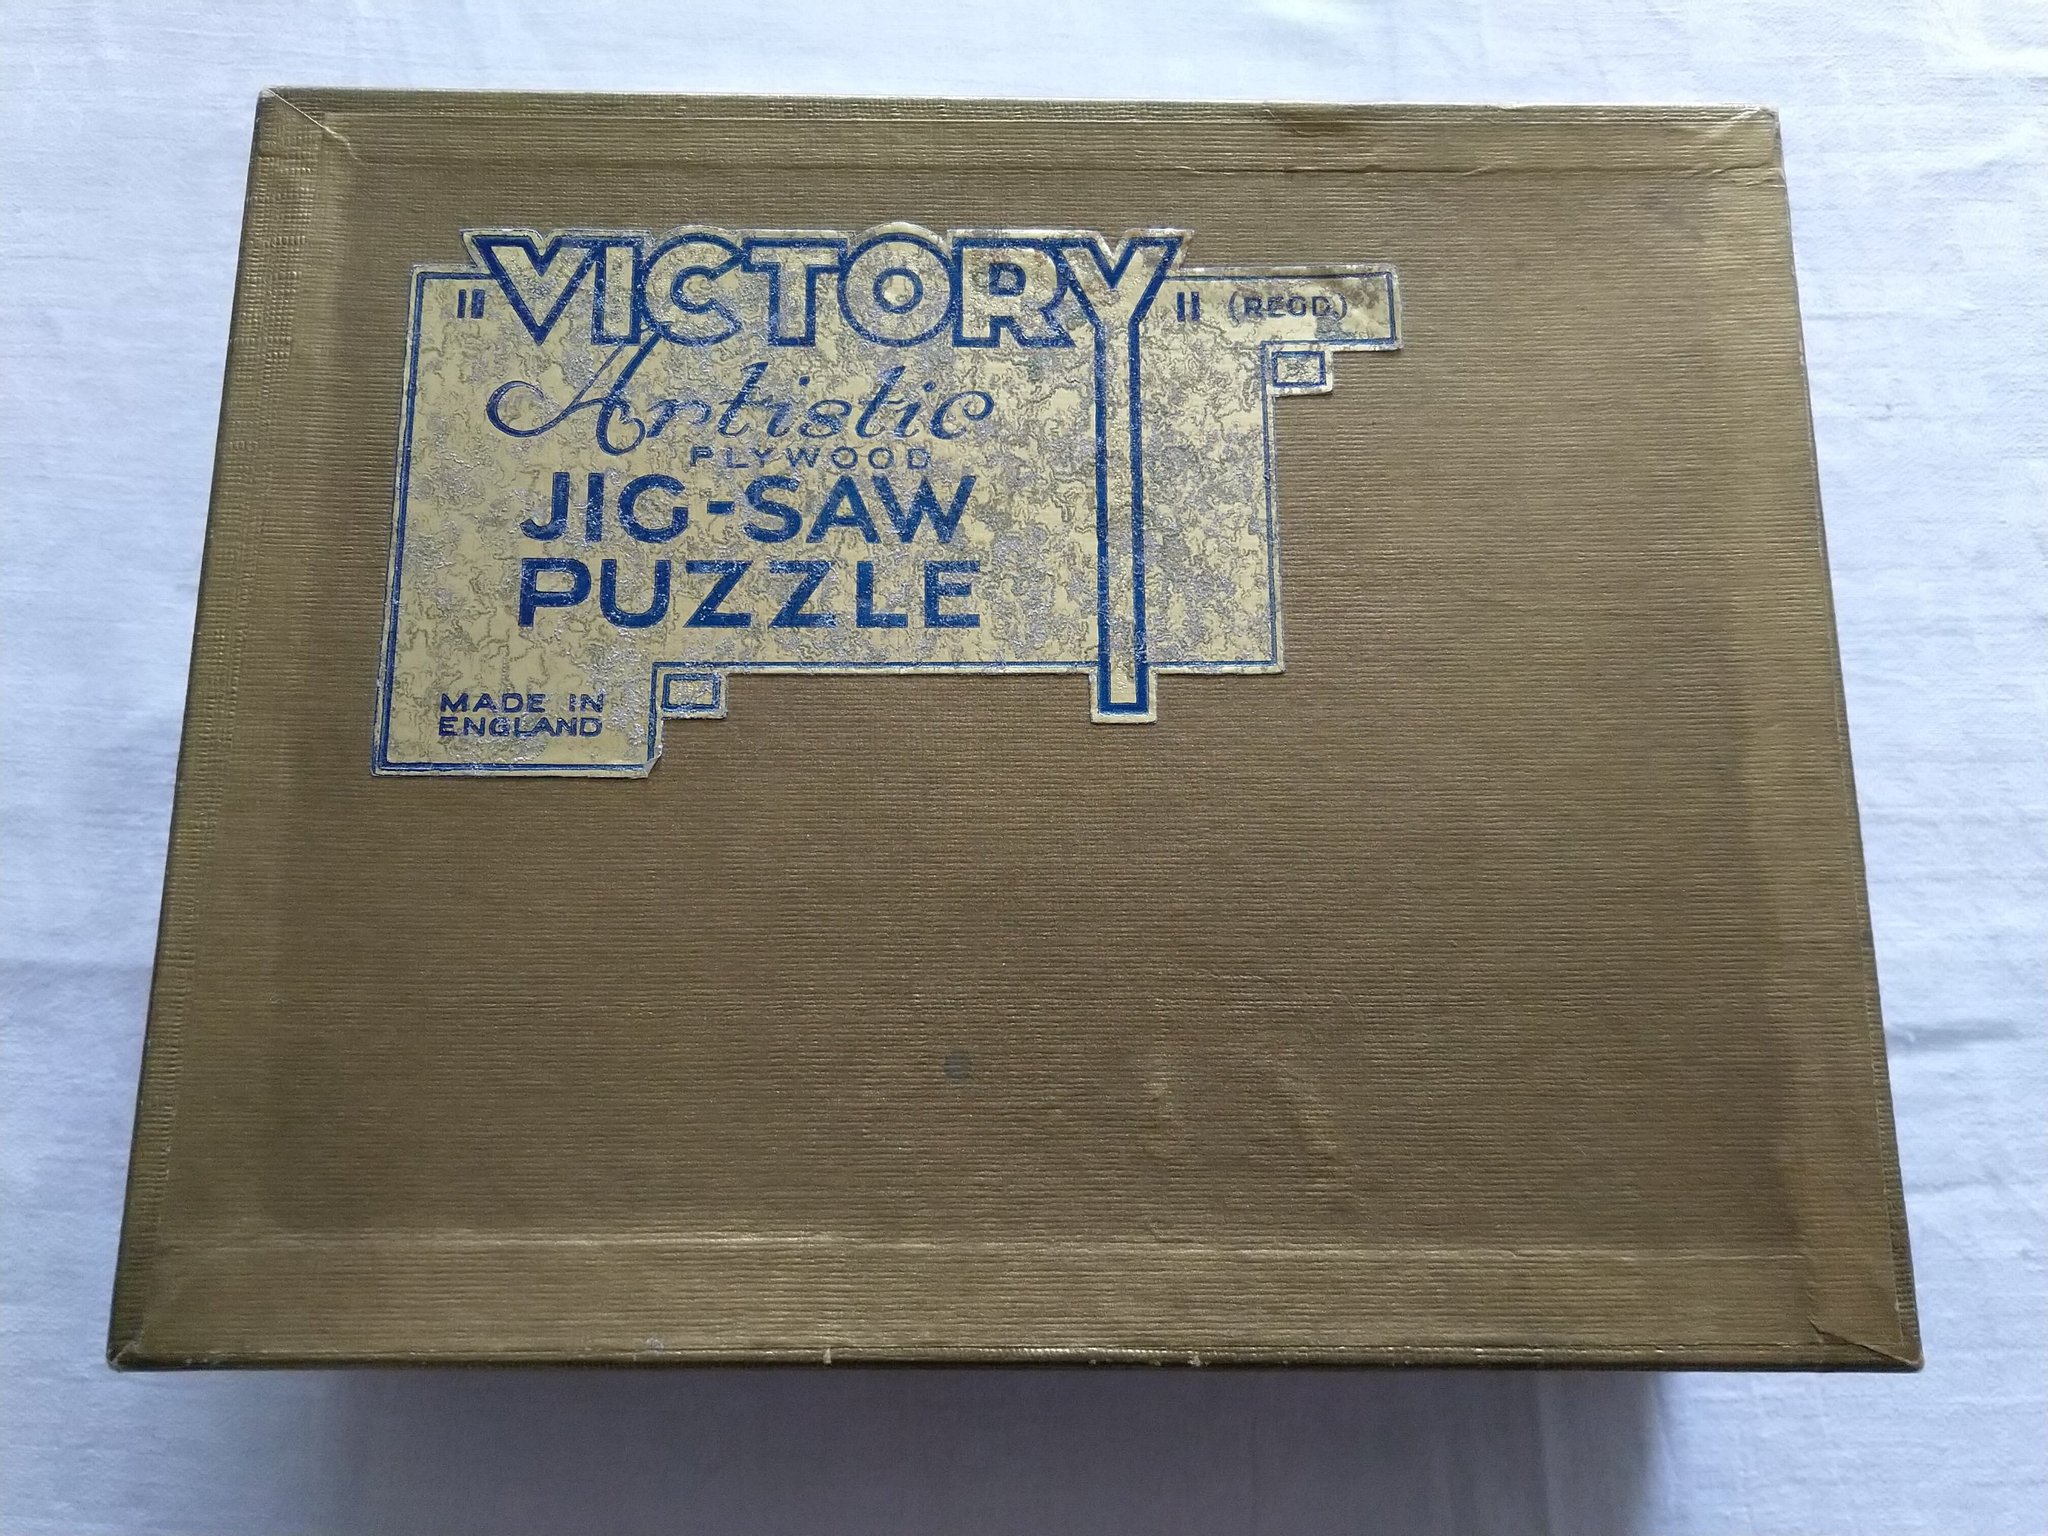 "VICTORY" (REGD.)
Artistic
PLYWOOD
JIG-SAW
PUZZLE
MADE IN
ENGLAND